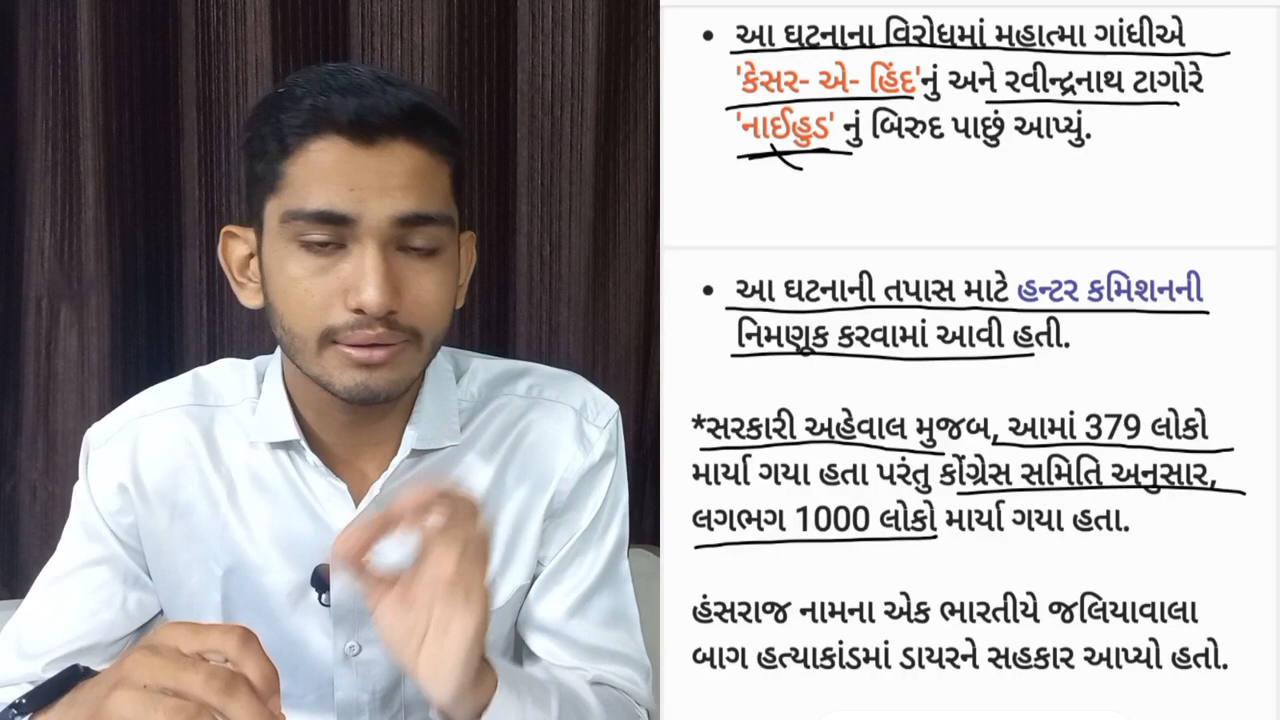 • આ ઘટનાના વિરોધમાં મહાત્મા ગાંધીએ
'કેસર- એ- હિંદ'નું અને રવીન્દ્રનાથ ટાગોરે
'નાઈહુડ' નું બિરુદ પાછું આપ્યું.
• આ ઘટનાની તપાસ માટે હન્ટર કમિશનની
નિમણૂક કરવામાં આવી હતી.
*સરકારી અહેવાલ મુજબ, આમાં 379 લોકો
માર્યા ગયા હતા પરંતુ કોંગ્રેસ સમિતિ અનુસાર,
લગભગ 1000 લોકો માર્યા ગયા હતા.
હંસરાજ નામના એક ભારતીયે જલિયાવાલા
બાગ હત્યાકાંડમાં ડાયરને સહકાર આપ્યો હતો.